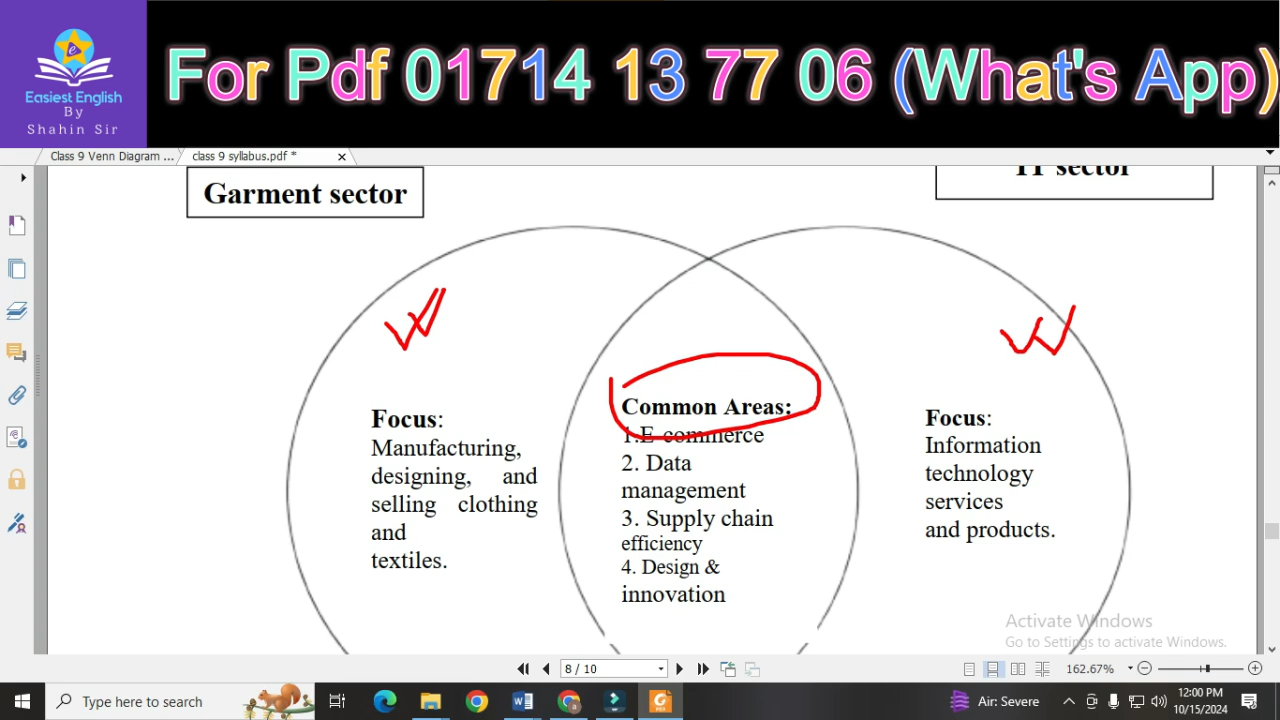 For Pdf 01714 13 77 06 (What's App)
Easiest English
By
Shahin Sir
Class 9 Venn Diagram ...
class 9 syllabus.pdf *
Garment sector
IT sector
Focus:
Manufacturing,
designing, and
selling clothing
and
textiles.
Common Areas:
1.E-commerce
2. Data
management
3. Supply chain
efficiency
4. Design &
innovation
Focus:
Information
technology
services
and products.
Activate Windows
Go to Settings to activate Windows.
8 / 10
162.67%
Type here to search
Air: Severe
12:00 PM
10/15/2024